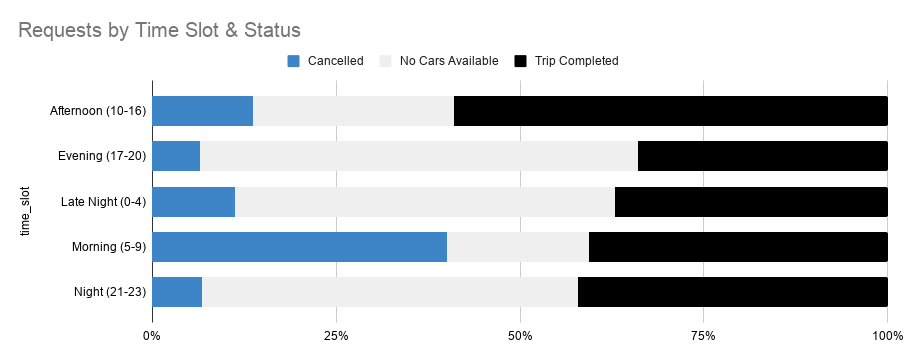 Requests by Time Slot & Status
Cancelled No Cars Available Trip Completed
time_slot
Afternoon (10-16)
Evening (17-20)
Late Night (0-4)
Morning (5-9)
Night (21-23)
0% 25% 50% 75% 100%